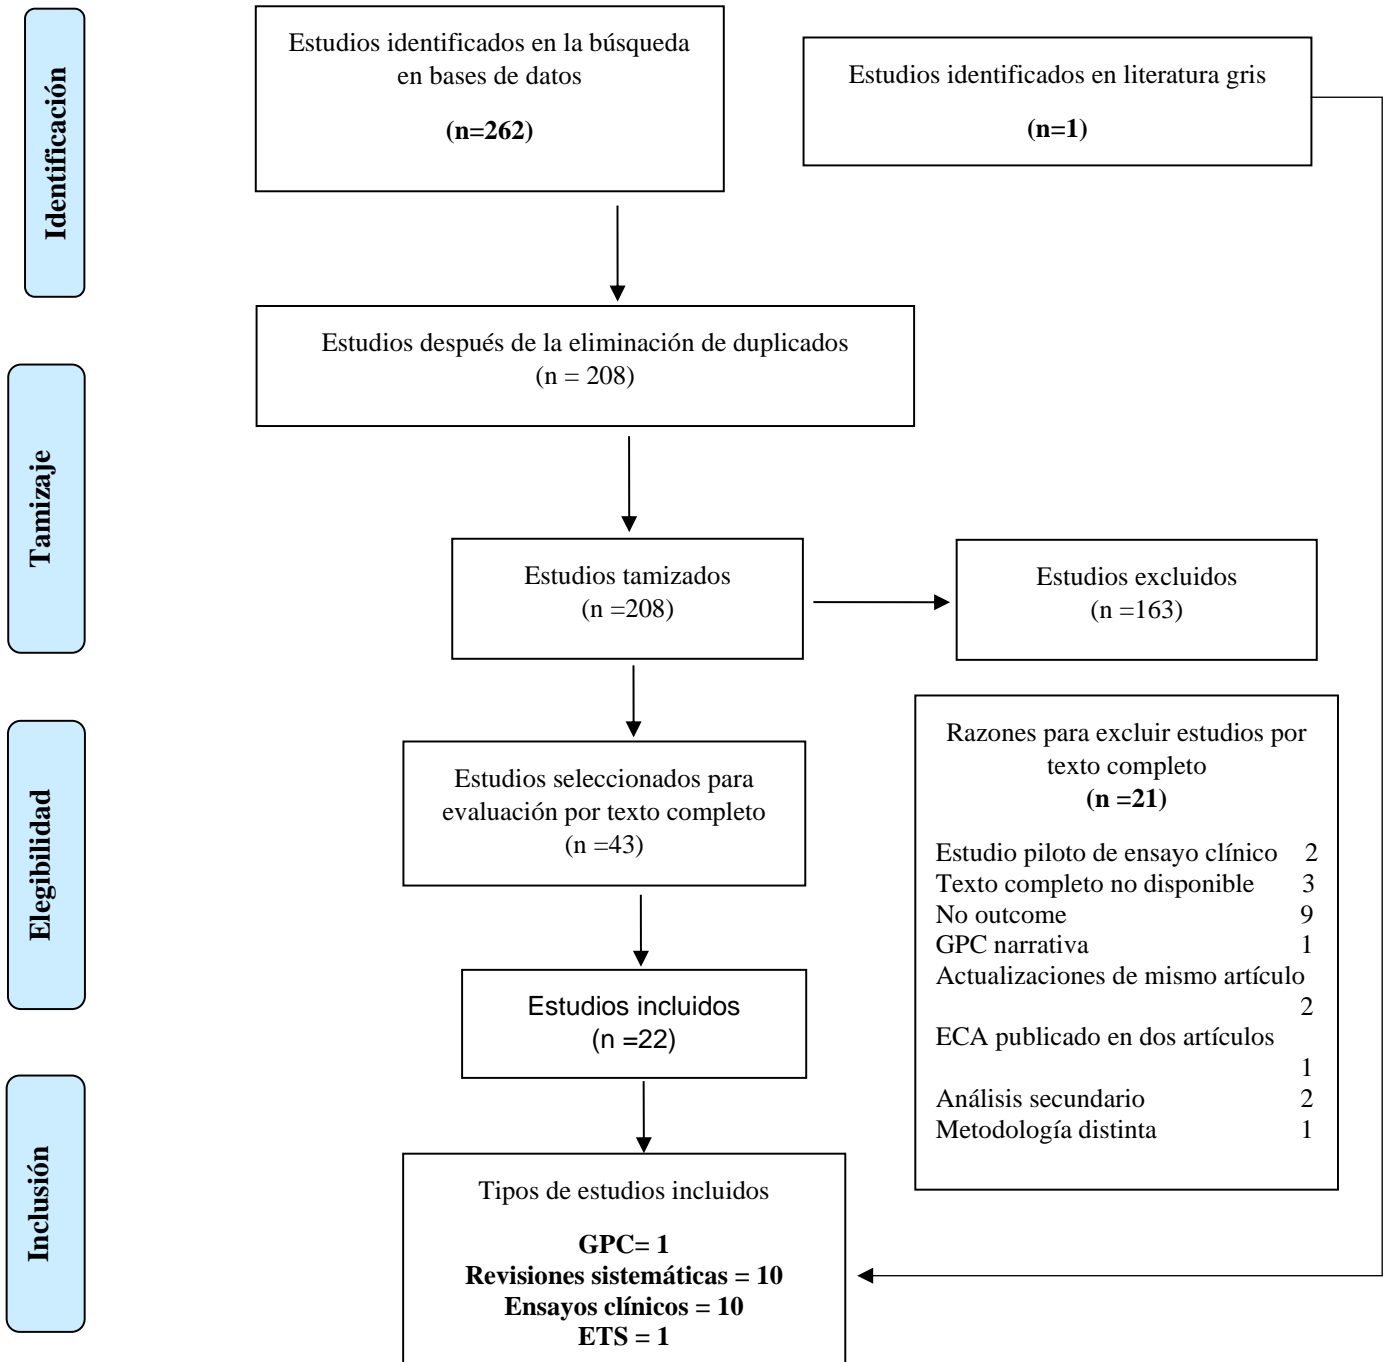 Identificación
Estudios identificados en la búsqueda
en bases de datos
(n=262)
Estudios identificados en literatura gris
(n=1)
Estudios después de la eliminación de duplicados
(n = 208)
Tamizaje
Estudios tamizados
(n =208)
Estudios excluidos
(n =163)
Elegibilidad
Estudios seleccionados para
evaluación por texto completo
(n =43)
Razones para excluir estudios por
texto completo
(n =21)
Estudio piloto de ensayo clínico 2
Texto completo no disponible 3
No outcome 9
GPC narrativa 1
Actualizaciones de mismo artículo
2
ECA publicado en dos artículos
1
Análisis secundario 2
Metodología distinta 1
Estudios incluidos
(n =22)
Inclusión
Tipos de estudios incluidos
GPC= 1
Revisiones sistemáticas = 10
Ensayos clínicos = 10
ETS = 1